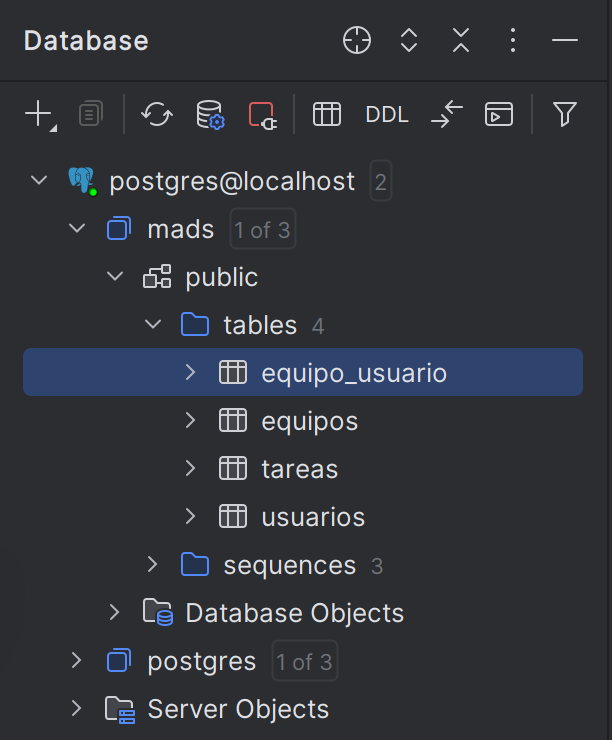 Database
DDL
postgres@localhost 2
mads 1 of 3
public
tables 4
equipo_usuario
equipos
tareas
usuarios
sequences 3
Database Objects
postgres 1 of 3
Server Objects